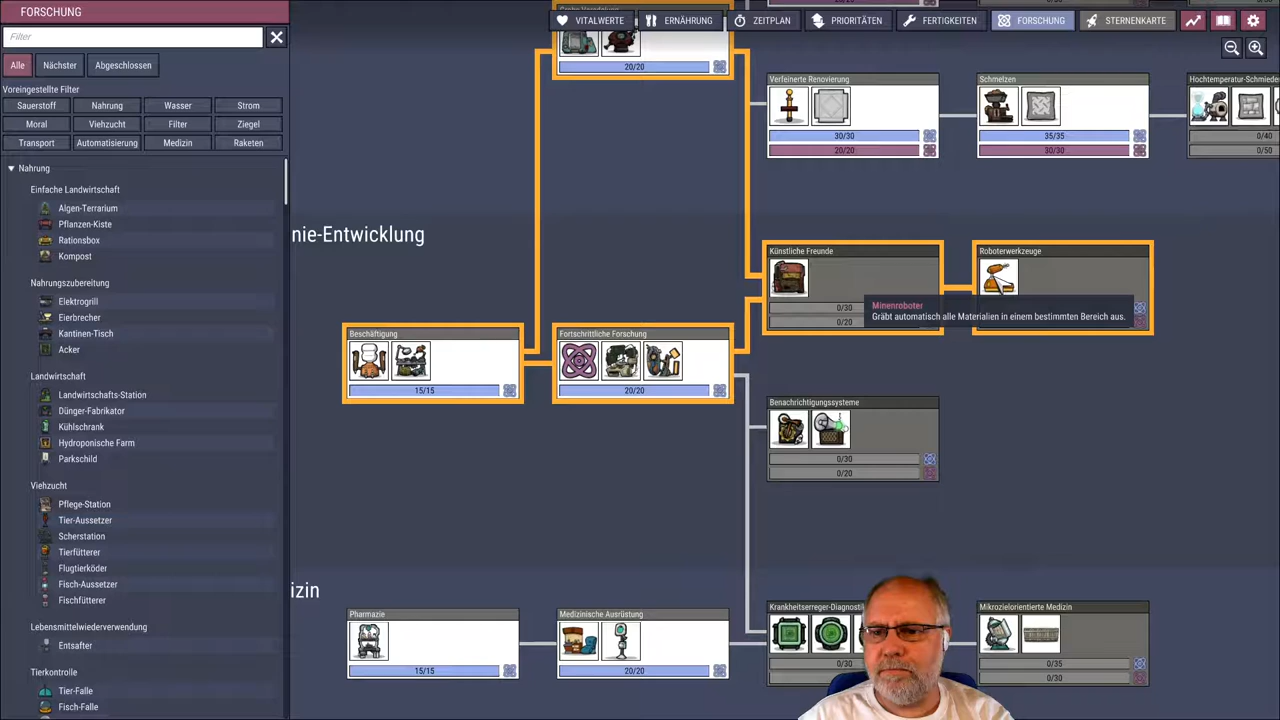 FORSCHUNG
Filter
Alle
Nächster
Abgeschlossen
Voreingestellte Filter
Sauerstoff
Nahrung
Wasser
Strom
Moral
Viehzucht
Filter
Ziegel
Transport
Automatisierung
Medizin
Raketen
Nahrung
Einfache Landwirtschaft
Algen-Terrarium
Pflanzen-Kiste
Rationsbox
Kompost
Nahrungszubereitung
Elektrogrill
Eierbrecher
Kantinen-Tisch
Acker
Landwirtschaft
Landwirtschafts-Station
Dünger-Fabrikator
Kühlschrank
Hydroponische Farm
Parkschild
Viehzucht
Pflege-Station
Tier-Aussetzer
Scherstation
Tierfütterer
Flugtierköder
Fisch-Aussetzer
Fischfütterer
Lebensmittelwiederverwendung
Entsafter
Tierkontrolle
Tier-Falle
Fisch-Falle
VITALWERTE
ERNÄHRUNG
ZEITPLAN
PRIORITÄTEN
FERTIGKEITEN
FORSCHUNG
STERNENKARTE
20/20
Verfeinerte Renovierung
30/30
20/20
Schmelzen
35/35
30/30
Hochtemperatur-Schmiede
0/40
0/50
nie-Entwicklung
Künstliche Freunde
0/30
0/20
Roboterwerkzeuge
Minenroboter
Gräbt automatisch alle Materialien in einem bestimmten Bereich aus.
Beschäftigung
15/15
Fortschrittliche Forschung
20/20
Benachrichtigungssysteme
0/30
0/20
izin
Pharmazie
15/15
Medizinische Ausrüstung
20/20
Krankheitserreger-Diagnosti
0/30
Mikrozielorientierte Medizin
0/35
0/30